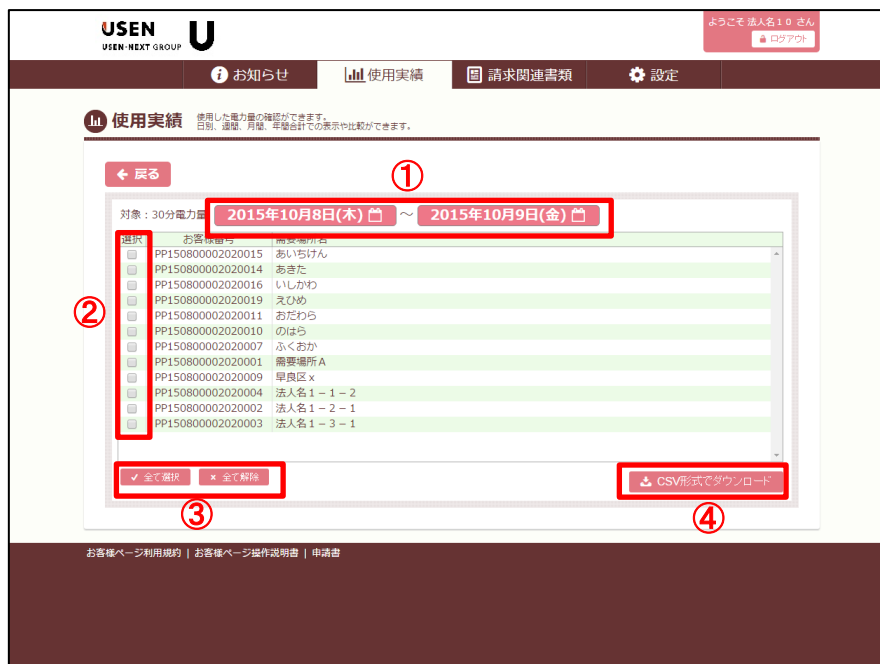 USEN
USEN-NEXT GROUP
U
ようこそ 法人名10 さん
ログアウト
お知らせ
使用実績
請求関連書類
設定
使用実績
使用した電力量の確認ができます。
日別、週間、月間、年間合計での表示や比較ができます。
戻る
①
対象：30分電力量 2015年10月8日(木) ～ 2015年10月9日(金)
選択 お客様番号 需要場所名
PP150800002020015 あいちけん
PP150800002020014 あきた
PP150800002020016 いしかわ
②
PP150800002020019 えひめ
PP150800002020011 おだわら
PP150800002020010 のはら
PP150800002020007 ふくおか
PP150800002020001 需要場所A
PP150800002020009 早良区x
PP150800002020004 法人名1－1－2
PP150800002020002 法人名1－2－1
PP150800002020003 法人名1－3－1
全て選択 × 全て解除
CSV形式でダウンロード
③
④
お客様ページ利用規約 | お客様ページ操作説明書 | 申請書